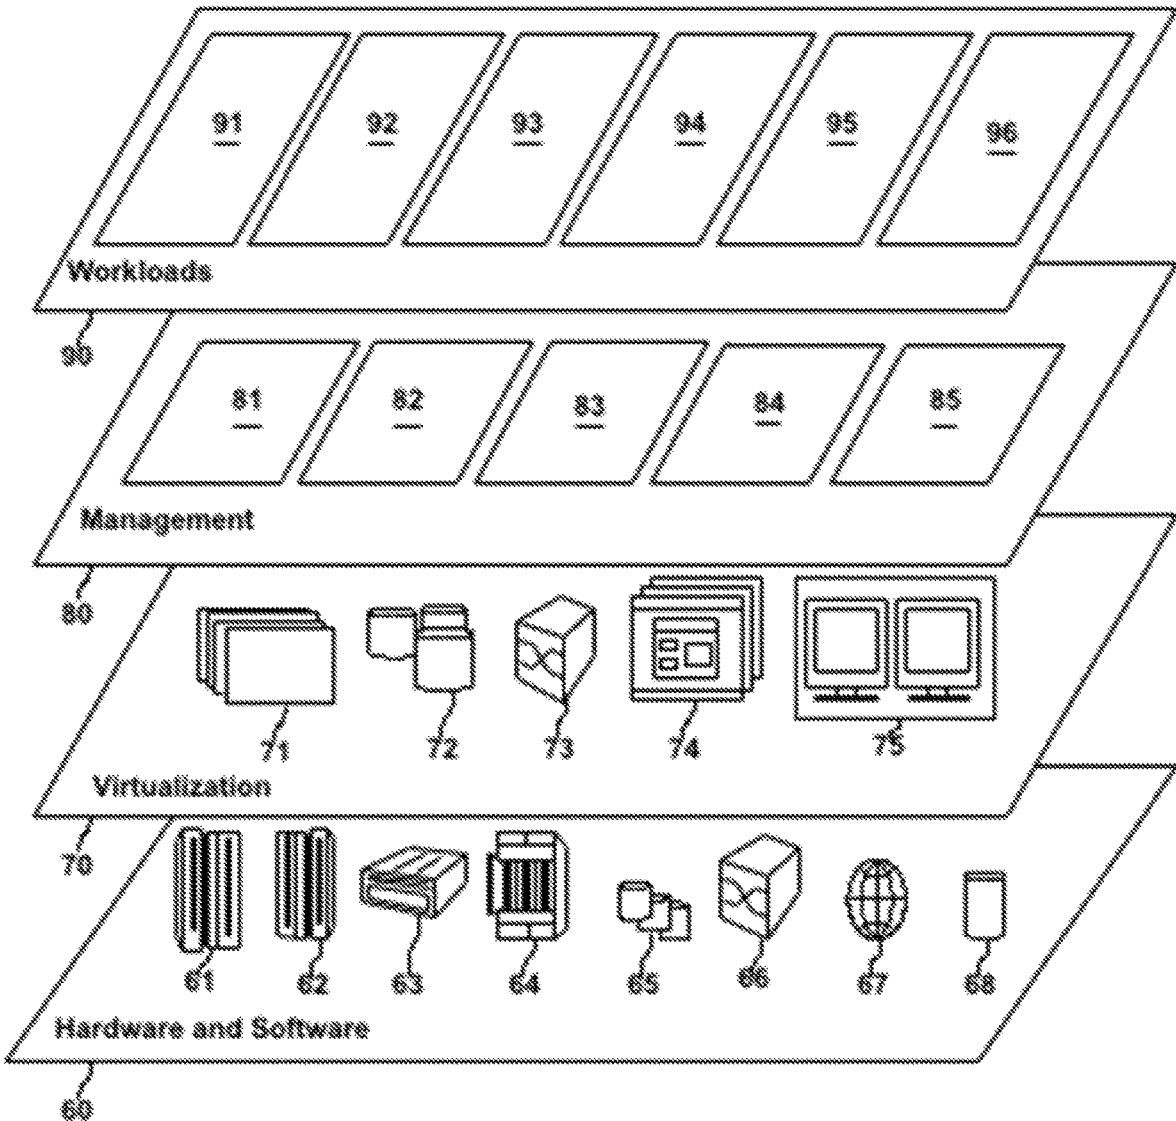 91 92 93 94 95 96
Workloads
90
81 82 83 84 85
Management
80
71 72 73 74 75
Virtualization
70
61 62 63 64 65 66 67 68
Hardware and Software
60